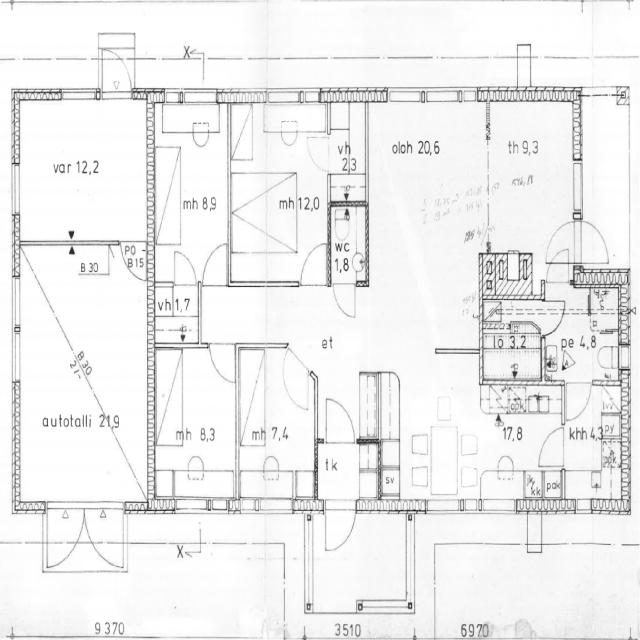 X
var 12,2
mh 8,9
mh 12,0
vh
2,3
oloh 20,6
th 9,3
wc
1,8
PO -
B 15
B 30
B 30
21-
vh 1,7
et
lö 3,2
pe 4,8
autotalli 21,9
mh 8,3
mh 7,4
tk
sv
17,8
khh 4,3
py
jk
kk
pak
X
9 370
3510
6970